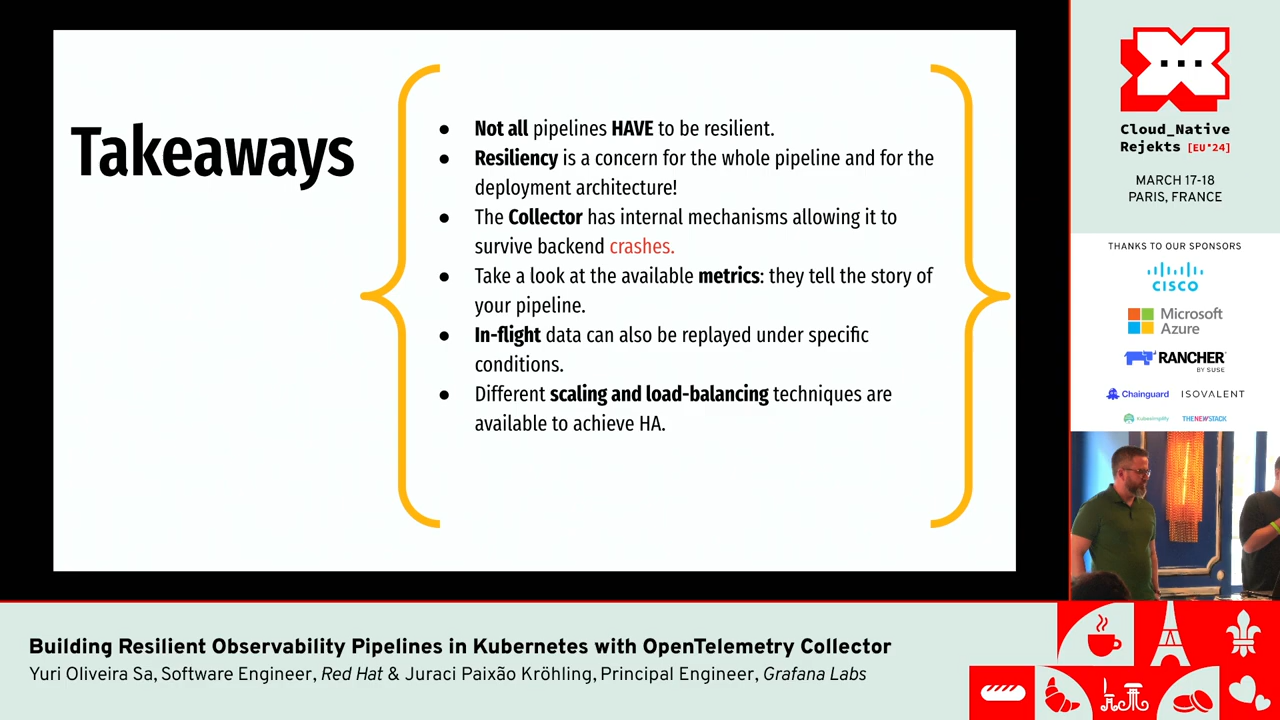 Takeaways
● Not all pipelines HAVE to be resilient.
● Resiliency is a concern for the whole pipeline and for the
deployment architecture!
● The Collector has internal mechanisms allowing it to
survive backend crashes.
● Take a look at the available metrics: they tell the story of
your pipeline.
● In-flight data can also be replayed under specific
conditions.
● Different scaling and load-balancing techniques are
available to achieve HA.
Cloud_Native
Rejekts [EU*24]
MARCH 17-18
PARIS, FRANCE
THANKS TO OUR SPONSORS
CISCO
Microsoft
Azure
RANCHER
BY SUSE
Chainguard ISOVALENT
kubesimplify THENEWSTACK
Building Resilient Observability Pipelines in Kubernetes with OpenTelemetry Collector
Yuri Oliveira Sa, Software Engineer, Red Hat & Juraci Paixão Kröhling, Principal Engineer, Grafana Labs